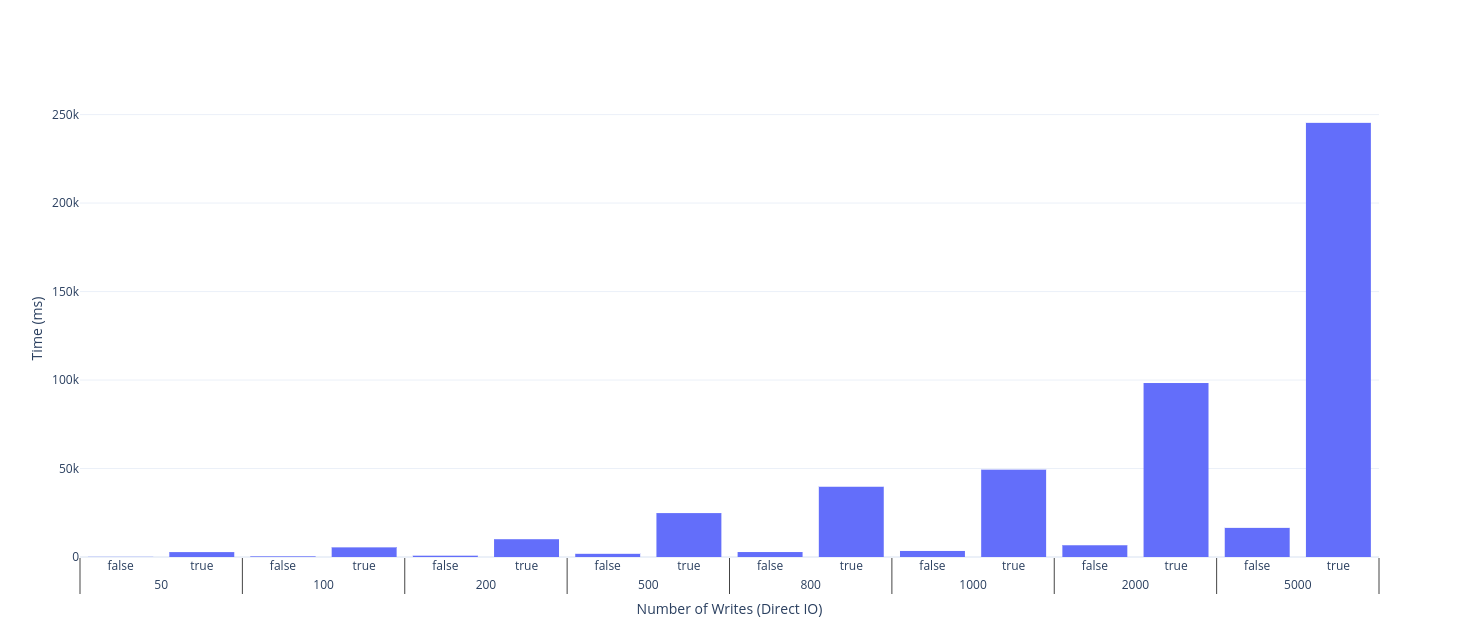 250k
200k
150k
100k
50k
0
Time (ms)
false true false true false true false true false true false true false true false true
50 100 200 500 800 1000 2000 5000
Number of Writes (Direct IO)